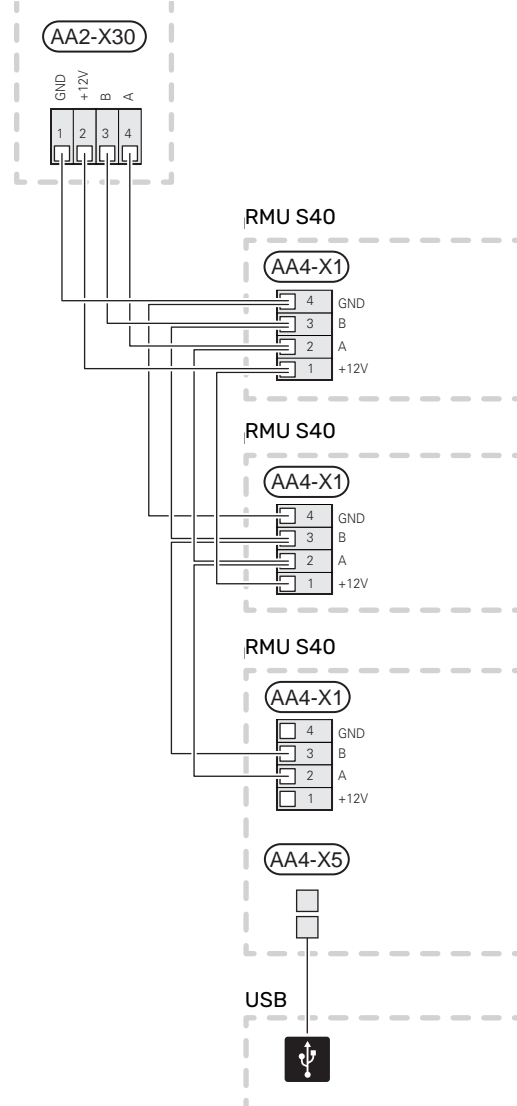 AA2-X30
GND +12V B A
1 2 3 4
RMU S40
AA4-X1
4 GND
3 B
2 A
1 +12V
RMU S40
AA4-X1
4 GND
3 B
2 A
1 +12V
RMU S40
AA4-X1
4 GND
3 B
2 A
1 +12V
AA4-X5
USB